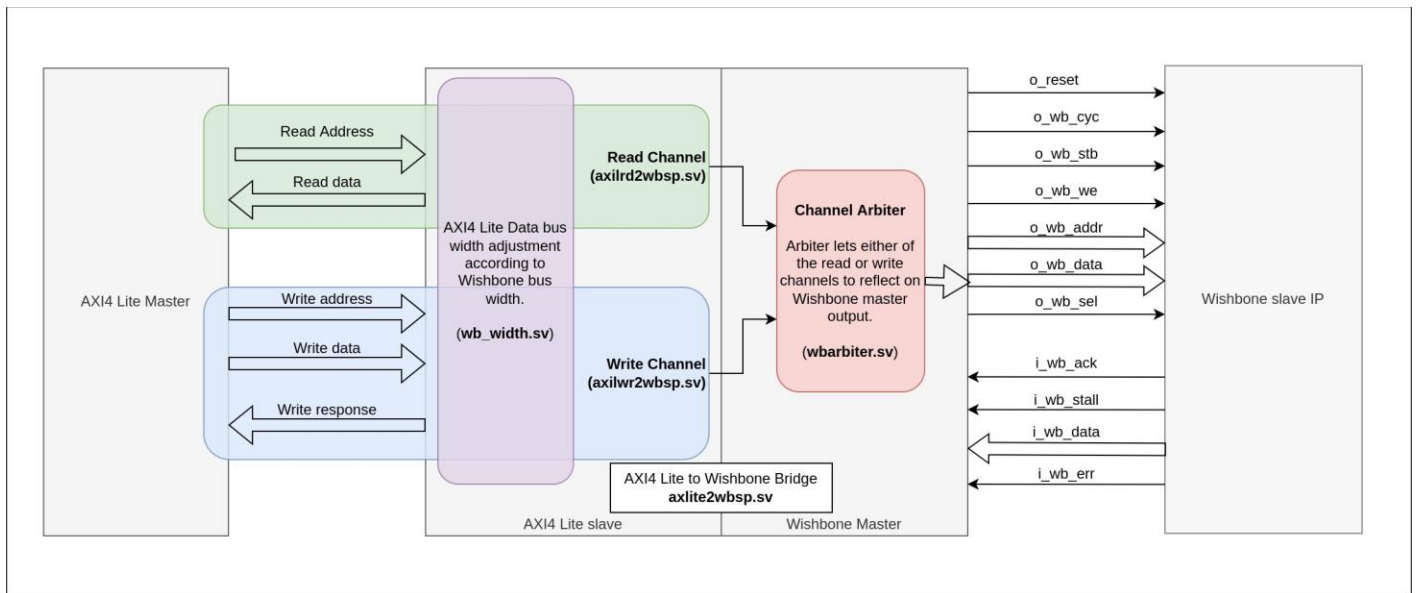 AXI4 Lite Master
Read Address
Read data
Write address
Write data
Write response
AXI4 Lite Data bus
width adjustment
according to
Wishbone bus
width.
(wb_width.sv)
Read Channel
(axilrd2wbsp.sv)
Write Channel
(axilwr2wbsp.sv)
AXI4 Lite to Wishbone Bridge
axlite2wbsp.sv
AXI4 Lite slave
Channel Arbiter
Arbiter lets either of
the read or write
channels to reflect on
Wishbone master
output.
(wbarbiter.sv)
Wishbone Master
o_reset
o_wb_cyc
o_wb_stb
o_wb_we
o_wb_addr
o_wb_data
o_wb_sel
i_wb_ack
i_wb_stall
i_wb_data
i_wb_err
Wishbone slave IP